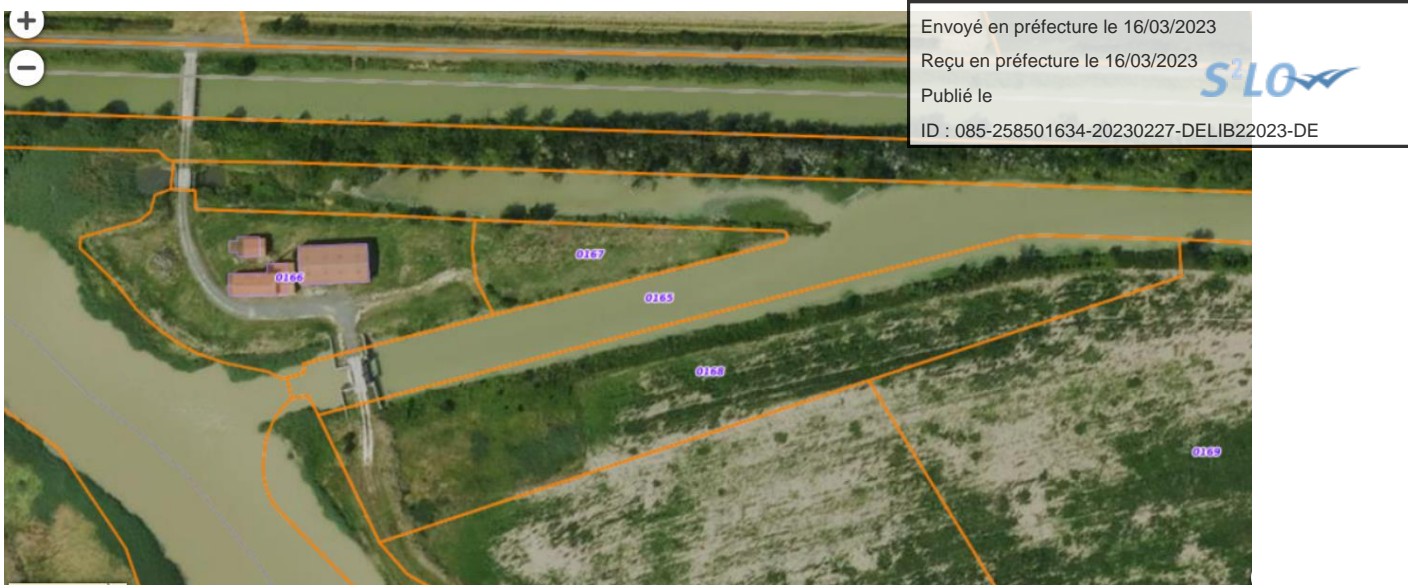 +
−
Envoyé en préfecture le 16/03/2023
Reçu en préfecture le 16/03/2023
Publié le
S²LO
ID : 085-258501634-20230227-DELIB22023-DE
0167
0166
0165
0168
0169